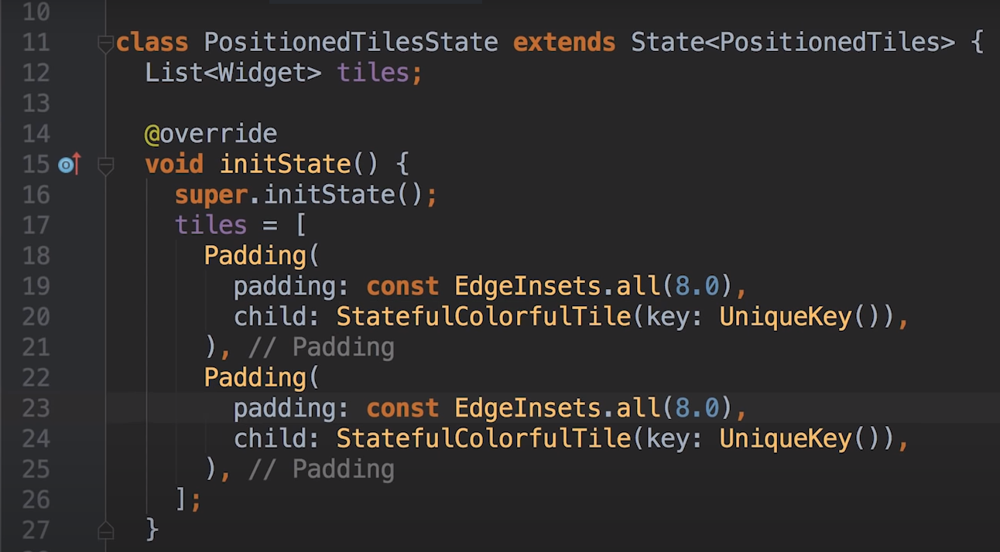 10
11 class PositionedTilesState extends State<PositionedTiles> {
12   List<Widget> tiles;
13
14   @override
15   void initState() {
16     super.initState();
17     tiles = [
18       Padding(
19         padding: const EdgeInsets.all(8.0),
20         child: StatefulColorfulTile(key: UniqueKey()),
21       ), // Padding
22       Padding(
23         padding: const EdgeInsets.all(8.0),
24         child: StatefulColorfulTile(key: UniqueKey()),
25       ), // Padding
26     ];
27   }